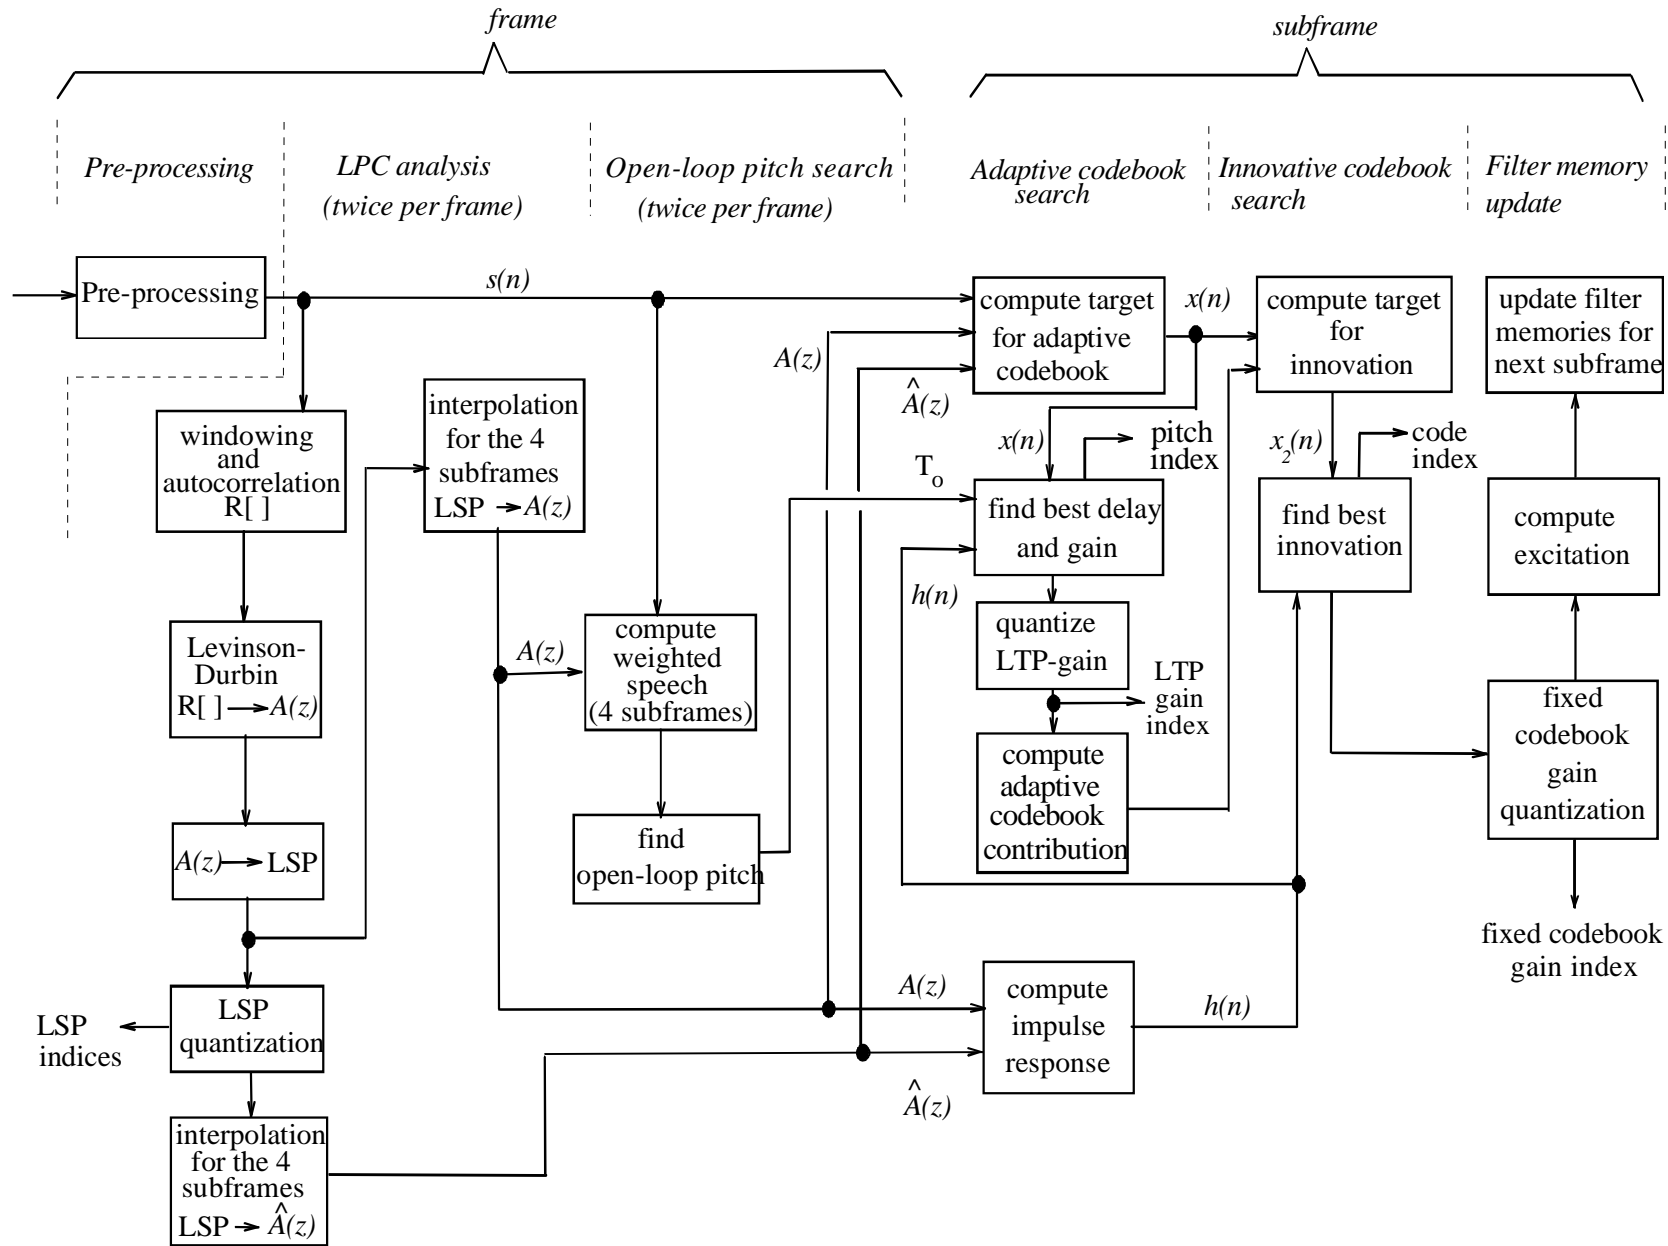 frame
subframe
Pre-processing
LPC analysis
(twice per frame)
Open-loop pitch search
(twice per frame)
Adaptive codebook
search
Innovative codebook
search
Filter memory
update
Pre-processing
s(n)
windowing
and
autocorrelation
R[ ]
Levinson-
Durbin
R[ ] → A(z)
A(z) → LSP
LSP
quantization
LSP
indices
interpolation
for the 4
subframes
LSP → Â(z)
interpolation
for the 4
subframes
LSP → A(z)
A(z)
compute
weighted
speech
(4 subframes)
find
open-loop pitch
T₀
A(z)
Â(z)
compute target
for adaptive
codebook
x(n)
x(n)
pitch
index
find best delay
and gain
h(n)
quantize
LTP-gain
LTP
gain
index
compute
adaptive
codebook
contribution
A(z)
Â(z)
compute
impulse
response
h(n)
compute target
for
innovation
x₂(n)
code
index
find best
innovation
update filter
memories for
next subframe
compute
excitation
fixed
codebook
gain
quantization
fixed codebook
gain index